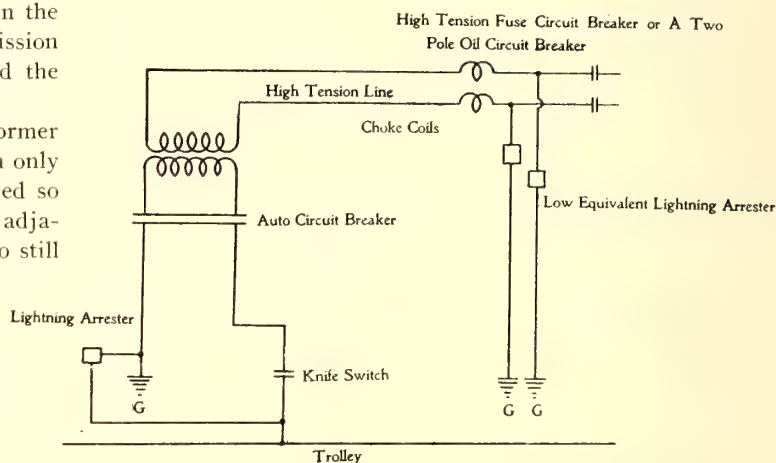 n the
ission
d the
ormer
only
ed so
adja-
o still
High Tension Fuse Circuit Breaker or A Two
Pole Oil Circuit Breaker
High Tension Line
Choke Coils
Auto Circuit Breaker
Low Equivalent Lightning Arrester
Lightning Arrester
Knife Switch
G
G G
Trolley